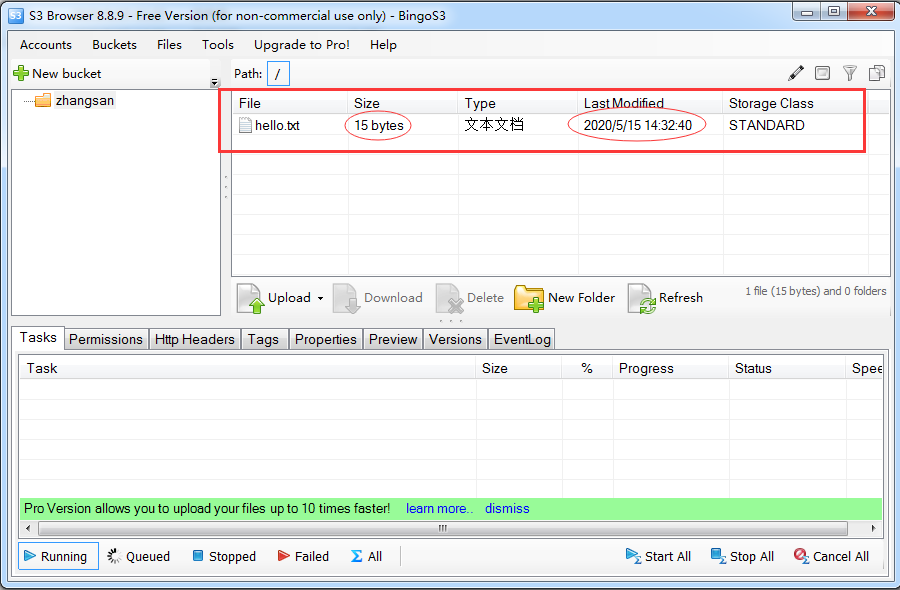 S3 Browser 8.8.9 - Free Version (for non-commercial use only) - BingoS3
Accounts Buckets Files Tools Upgrade to Pro! Help
New bucket Path: /
zhangsan
File Size Type Last Modified Storage Class
hello.txt 15 bytes 文本文档 2020/5/15 14:32:40 STANDARD
Upload Download Delete New Folder Refresh 1 file (15 bytes) and 0 folders
Tasks Permissions Http Headers Tags Properties Preview Versions EventLog
Task Size % Progress Status Spee
Pro Version allows you to upload your files up to 10 times faster! learn more.. dismiss
Running Queued Stopped Failed All Start All Stop All Cancel All